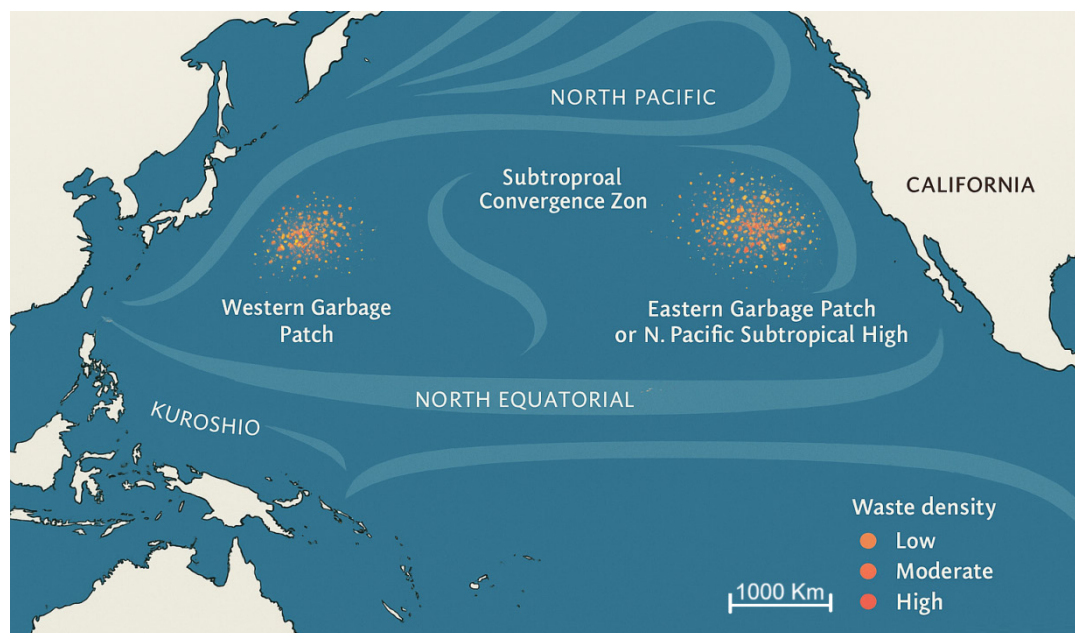 NORTH PACIFIC
Subtroproal
Convergence Zon
CALIFORNIA
Western Garbage
Patch
Eastern Garbage Patch
or N. Pacific Subtropical High
NORTH EQUATORIAL
KUROSHIO
Waste density
Low
Moderate
High
1000 Km